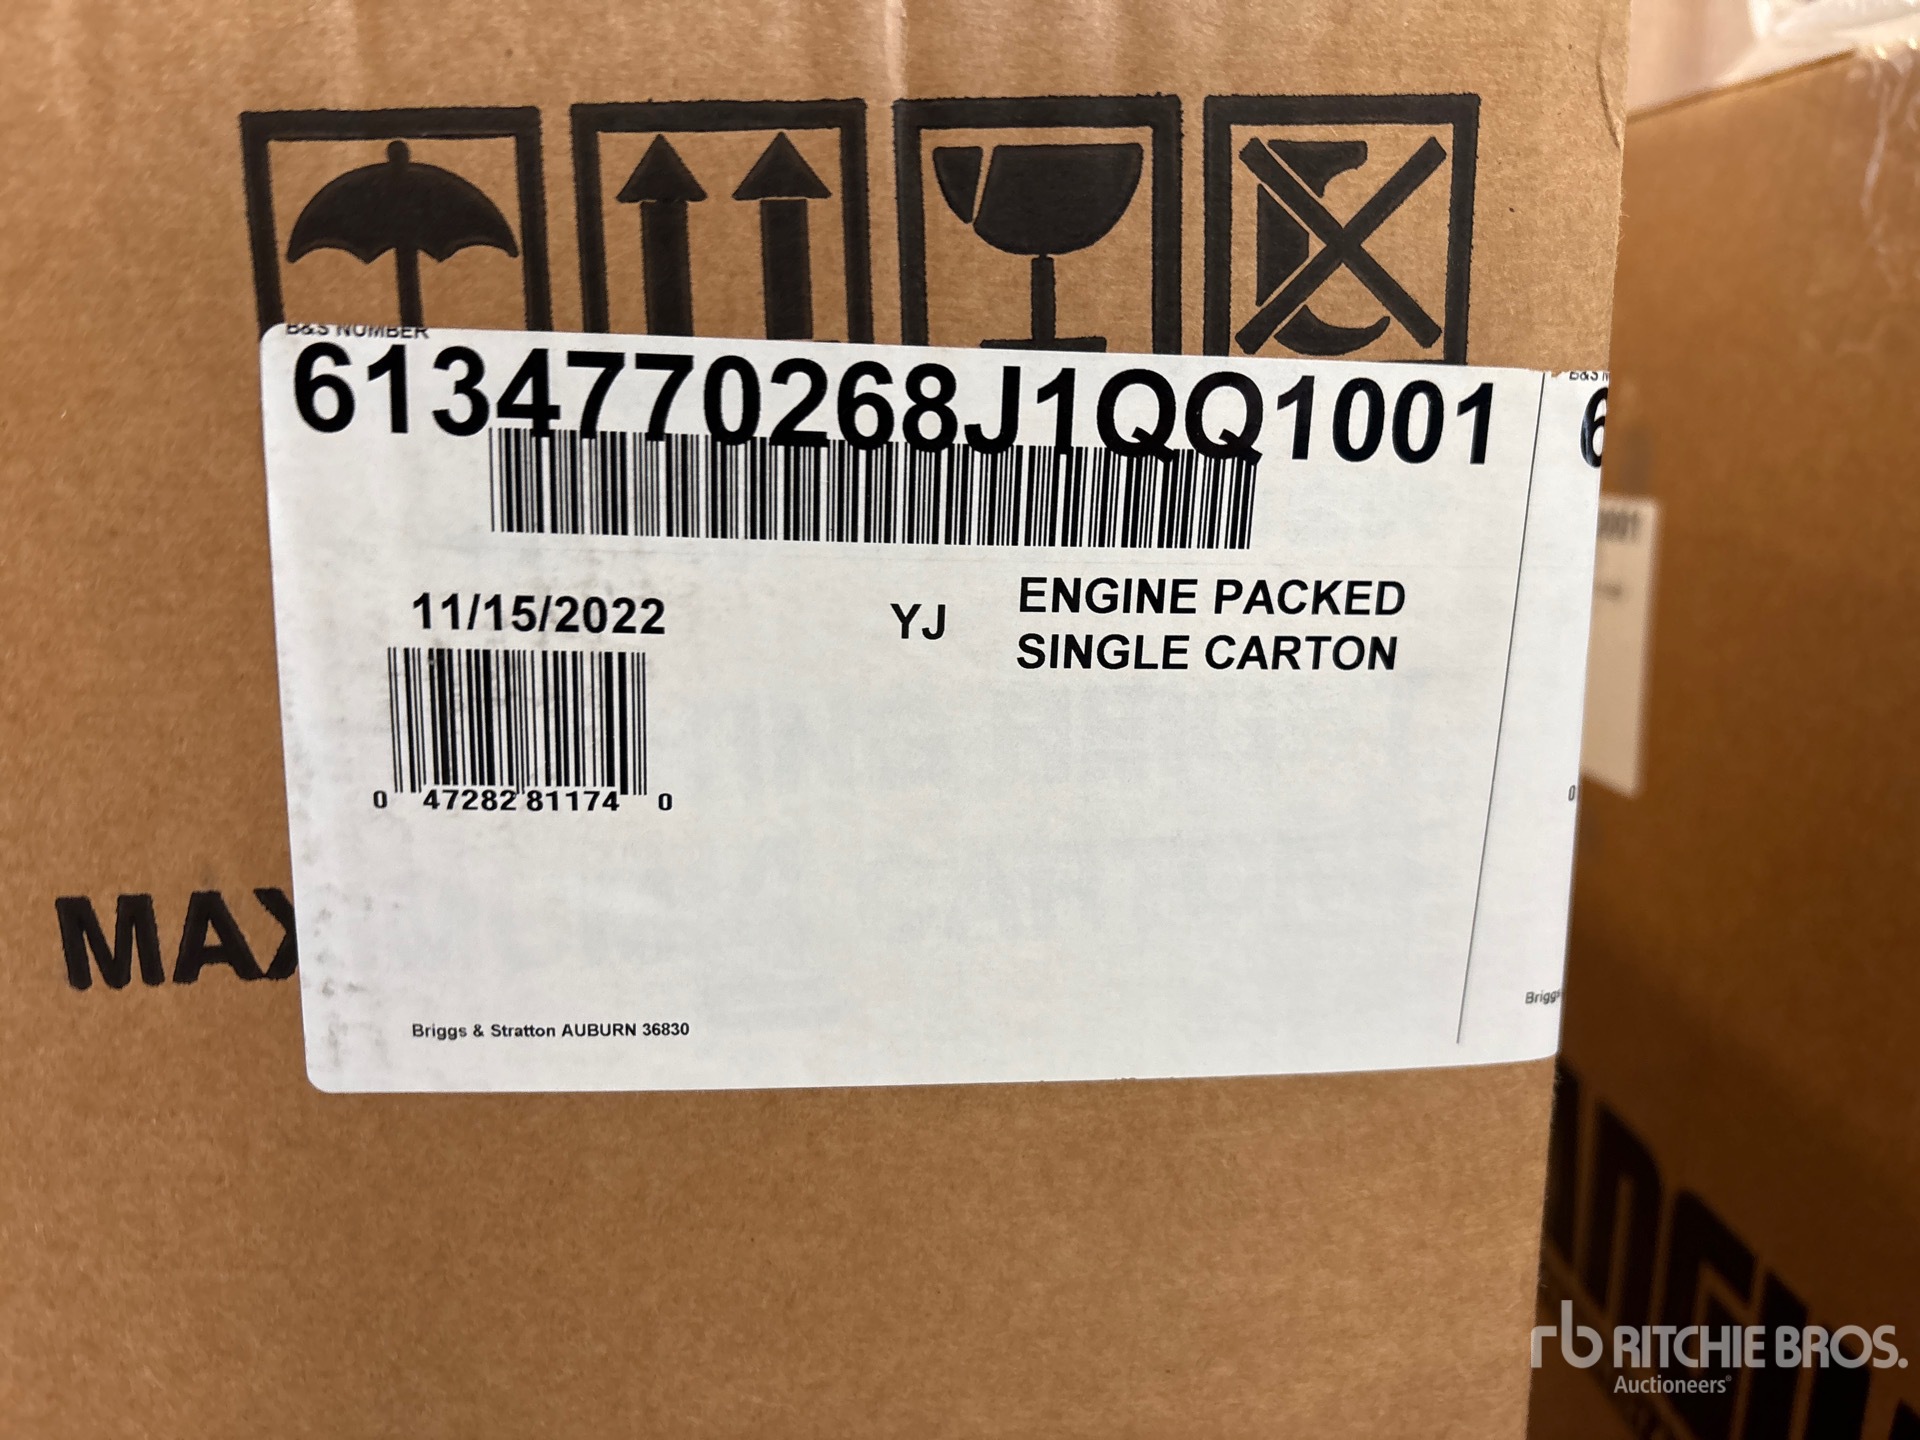 B&S NUMBER
6134770268J1QQ1001
11/15/2022
YJ
ENGINE PACKED
SINGLE CARTON
0 47282 81174 0
MAX
Briggs & Stratton AUBURN 36830
rb RITCHIE BROS.
Auctioneers®